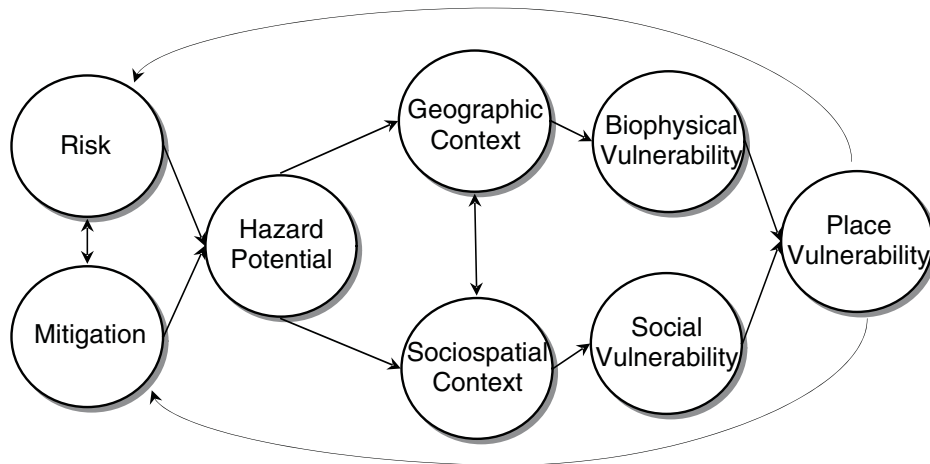 Risk
Mitigation
Hazard
Potential
Geographic
Context
Sociospatial
Context
Biophysical
Vulnerability
Social
Vulnerability
Place
Vulnerability